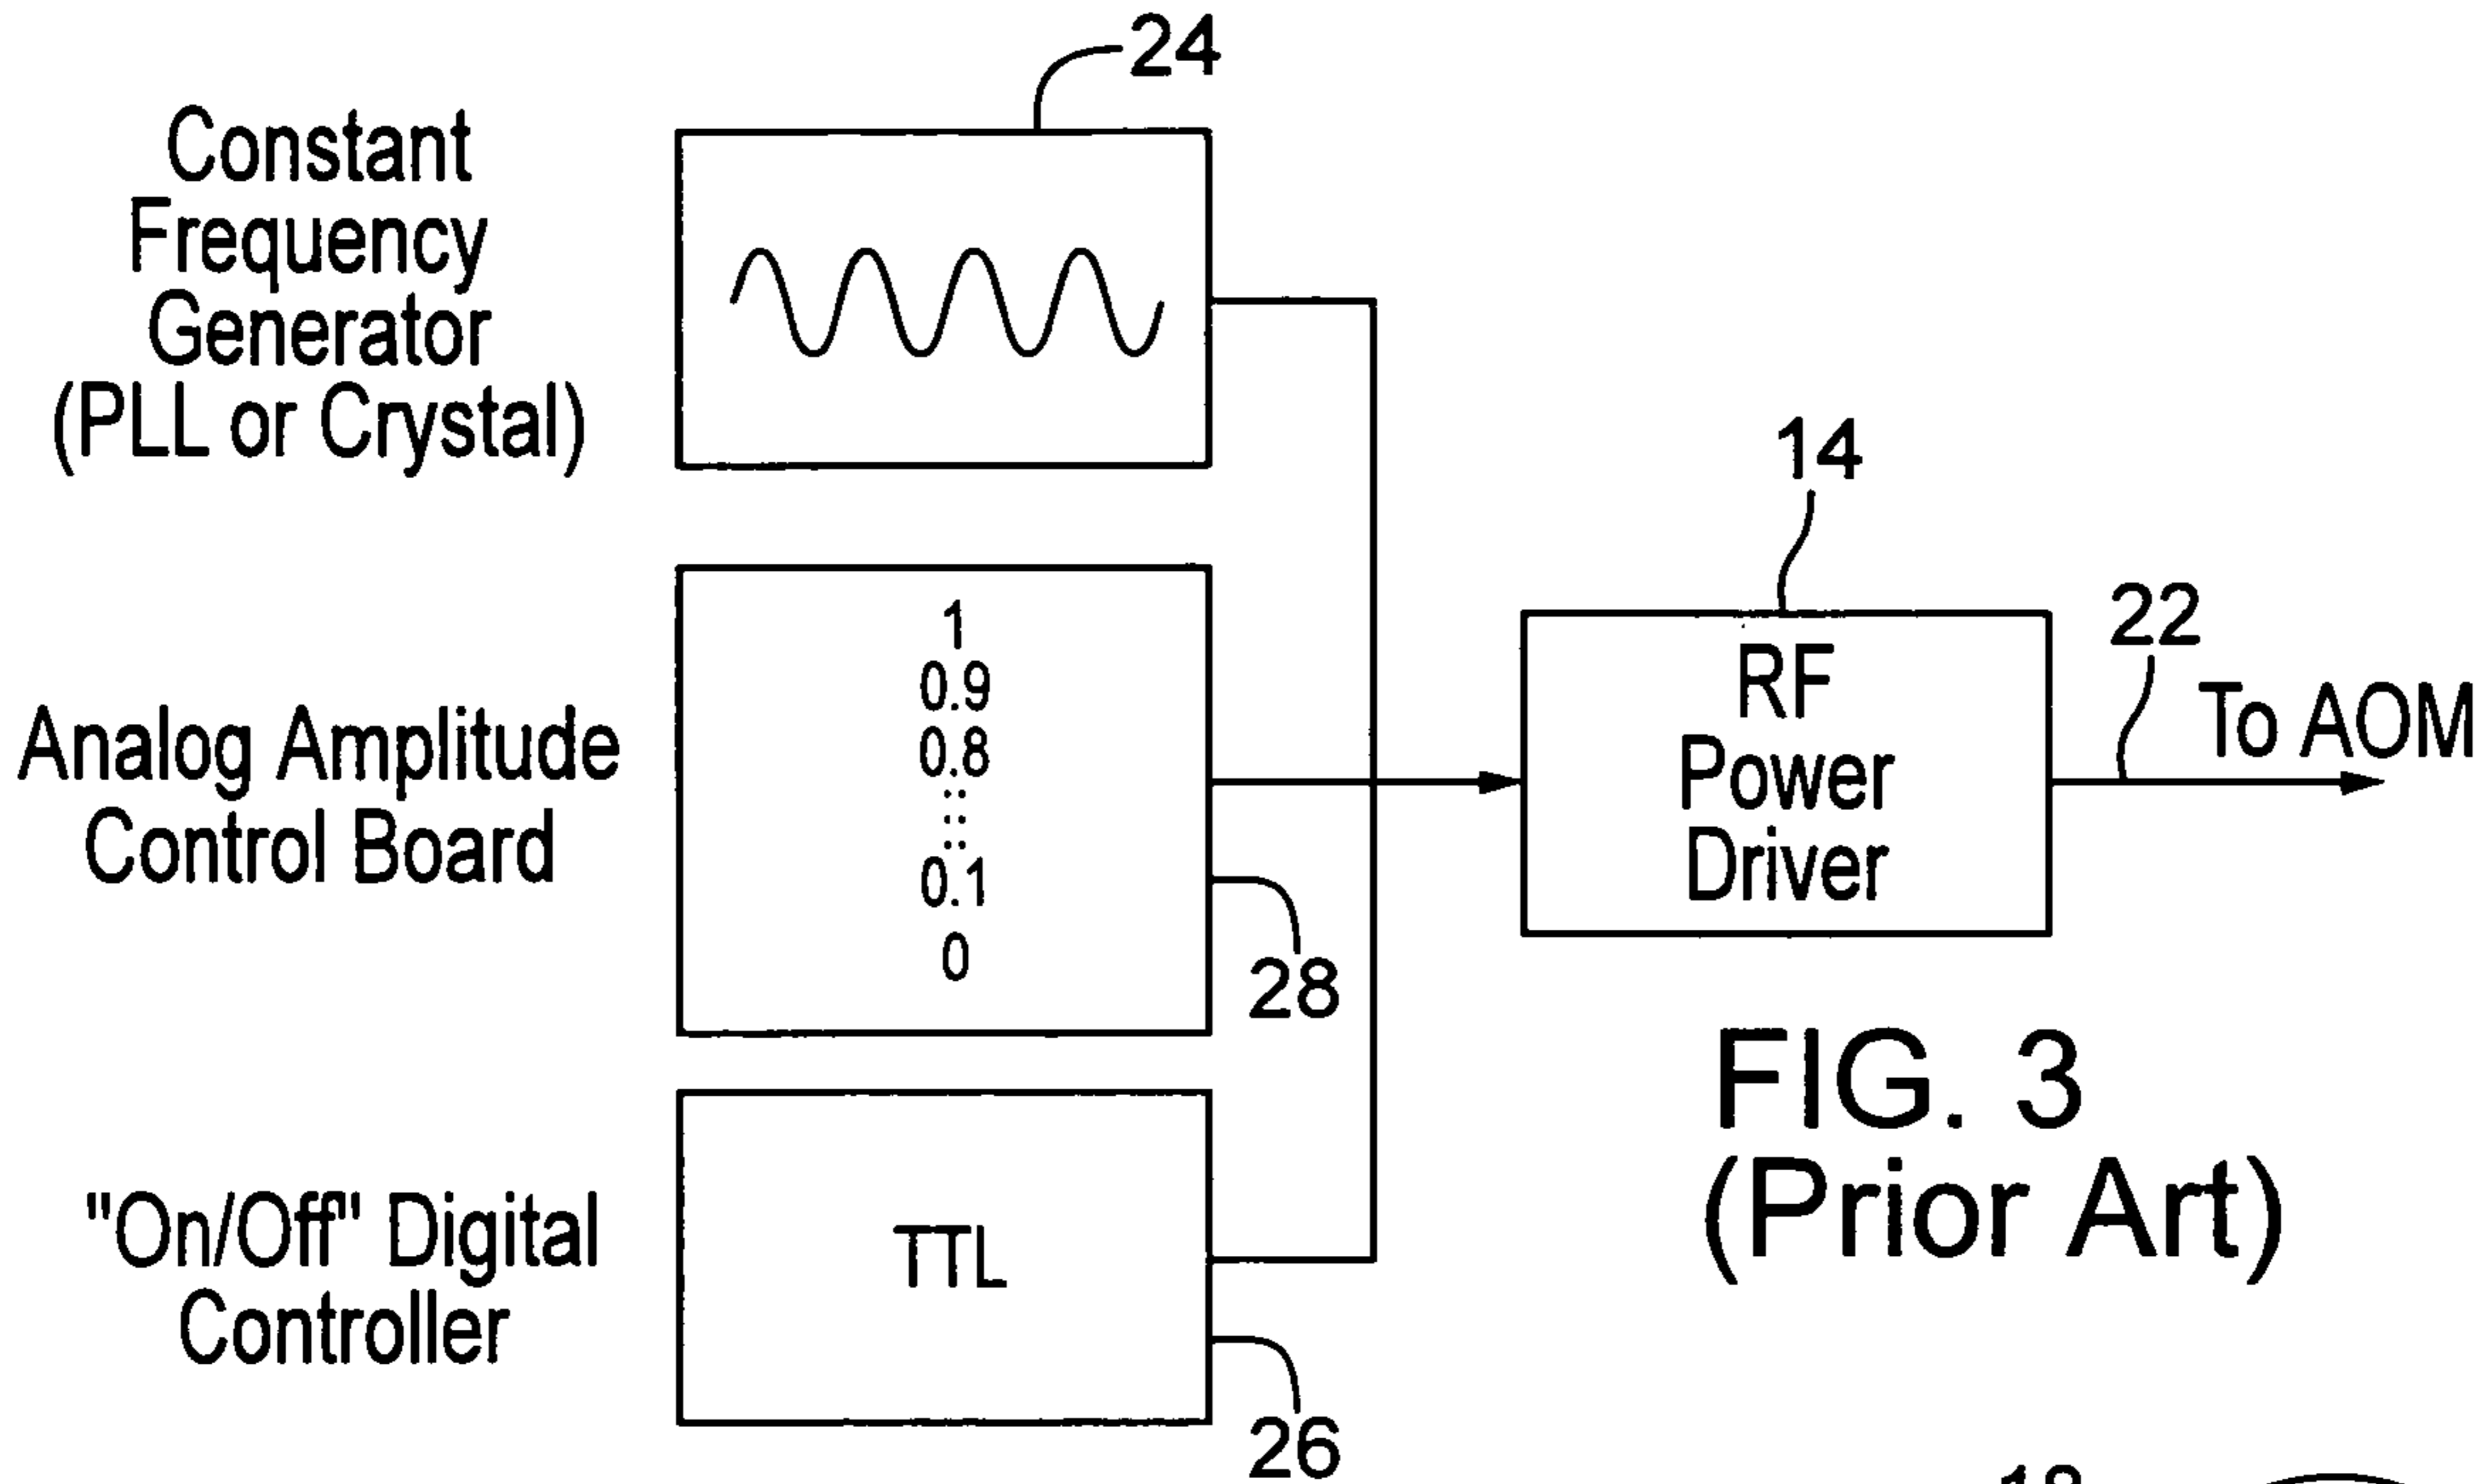 24
Constant
Frequency
Generator
(PLL or Crystal)
14
RF
Power
Driver
22
To AOM
Analog Amplitude
Control Board
1
0.9
0.8
0.1
0
28
FIG. 3
(Prior Art)
"On/Off" Digital
Controller
TTL
26